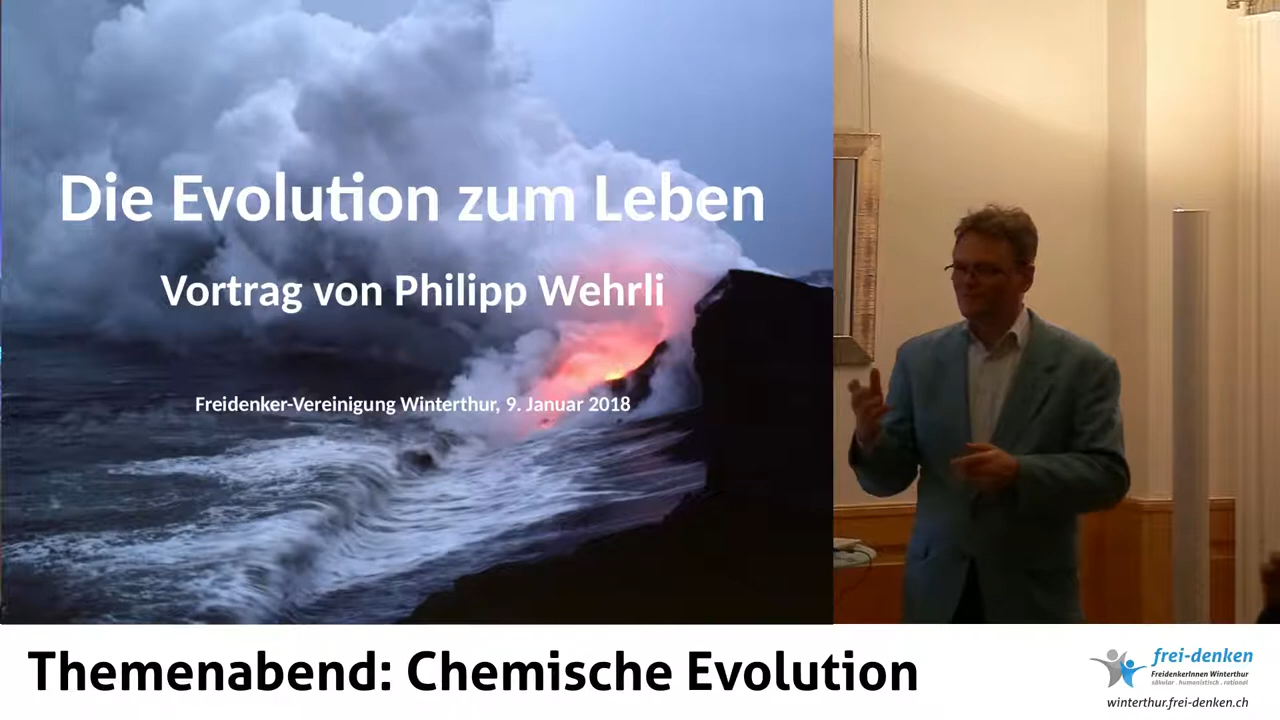 Die Evolution zum Leben
Vortrag von Philipp Wehrli
Freidenker-Vereinigung Winterthur, 9. Januar 2018
Themenabend: Chemische Evolution
frei-denken
FreidenkerInnen Winterthur
säkular . humanistisch . rational
winterthur.frei-denken.ch